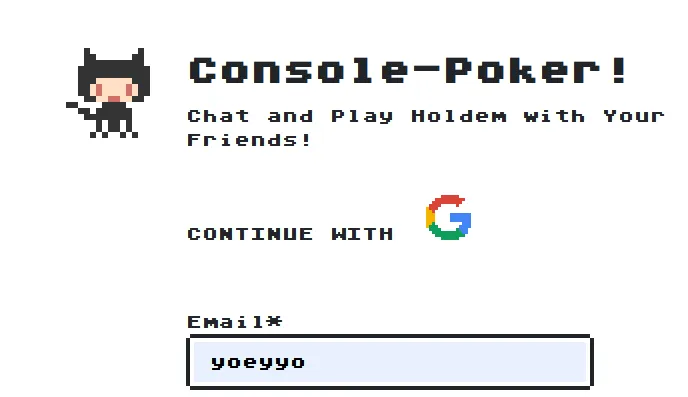 Console-Poker!
Chat and Play Holdem with Your
Friends!
CONTINUE WITH
Email*
yoeyyo